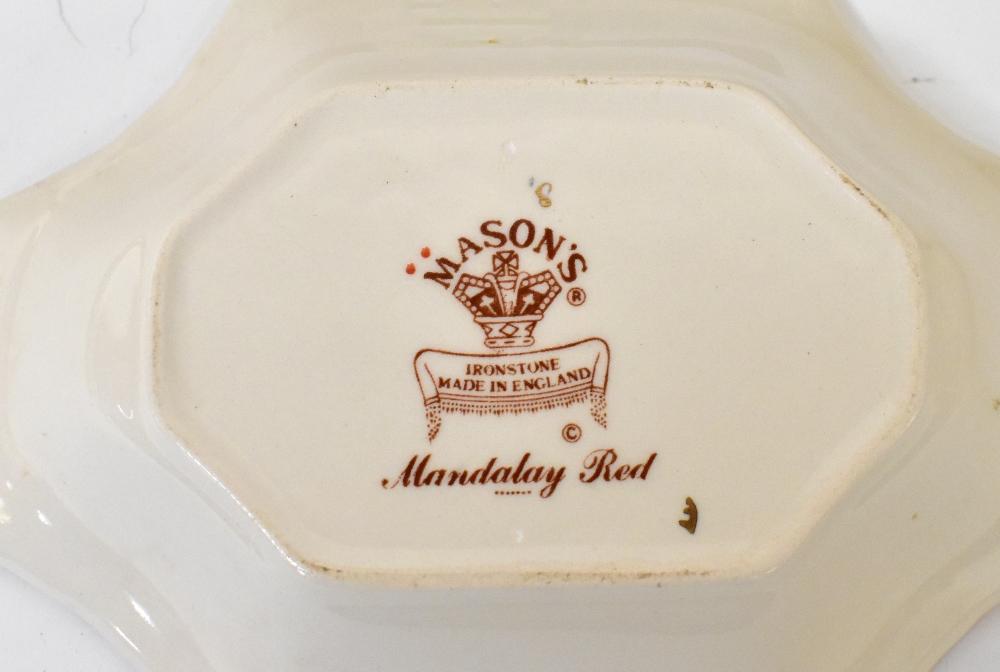 MASON'S
®
IRONSTONE
MADE IN ENGLAND
©
Mandalay Red